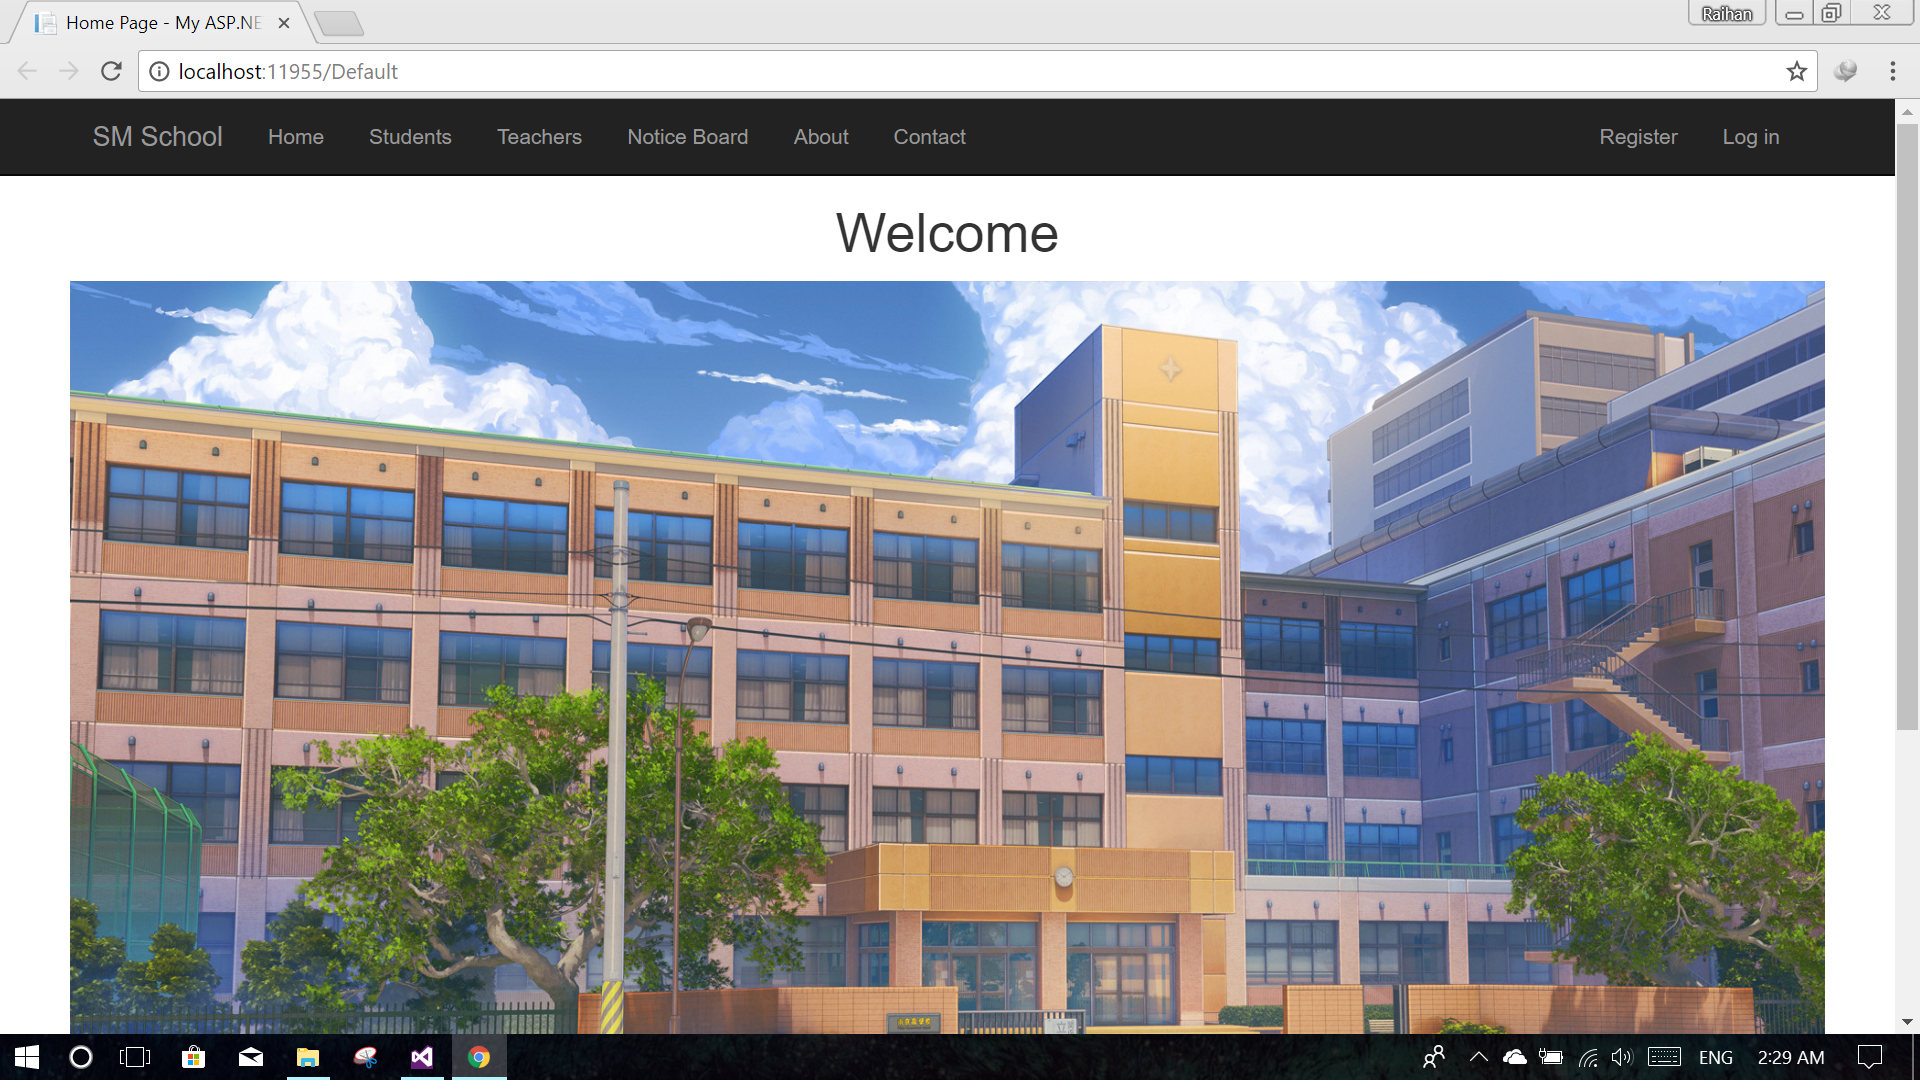 Home Page - My ASP.NE
Raihan
localhost:11955/Default
SM School Home Students Teachers Notice Board About Contact Register Log in
Welcome
ENG 2:29 AM